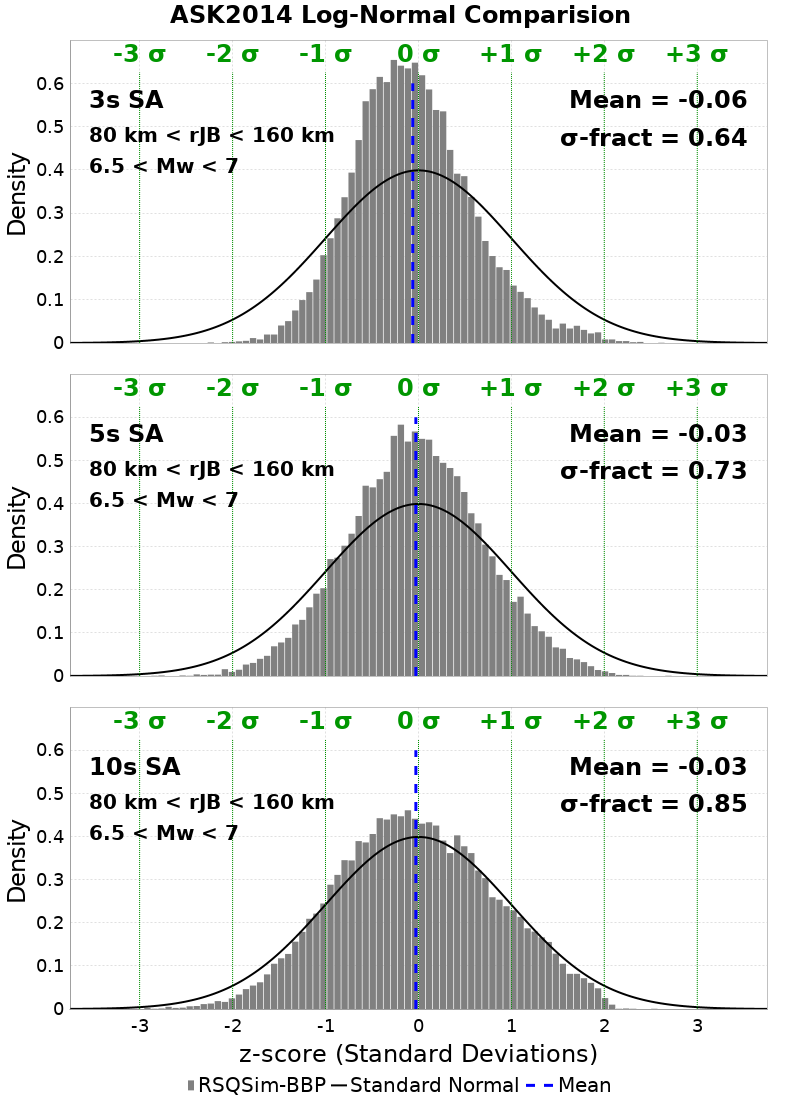 ASK2014 Log-Normal Comparision
-3 σ -2 σ -1 σ 0 σ +1 σ +2 σ +3 σ
3s SA
Mean = -0.06
80 km < rJB < 160 km
σ-fract = 0.64
6.5 < Mw < 7
Density
0.6
0.5
0.4
0.3
0.2
0.1
0
-3 σ -2 σ -1 σ 0 σ +1 σ +2 σ +3 σ
5s SA
Mean = -0.03
80 km < rJB < 160 km
σ-fract = 0.73
6.5 < Mw < 7
Density
0.6
0.5
0.4
0.3
0.2
0.1
0
-3 σ -2 σ -1 σ 0 σ +1 σ +2 σ +3 σ
10s SA
Mean = -0.03
80 km < rJB < 160 km
σ-fract = 0.85
6.5 < Mw < 7
Density
0.6
0.5
0.4
0.3
0.2
0.1
0
-3 -2 -1 0 1 2 3
z-score (Standard Deviations)
RSQSim-BBP Standard Normal Mean